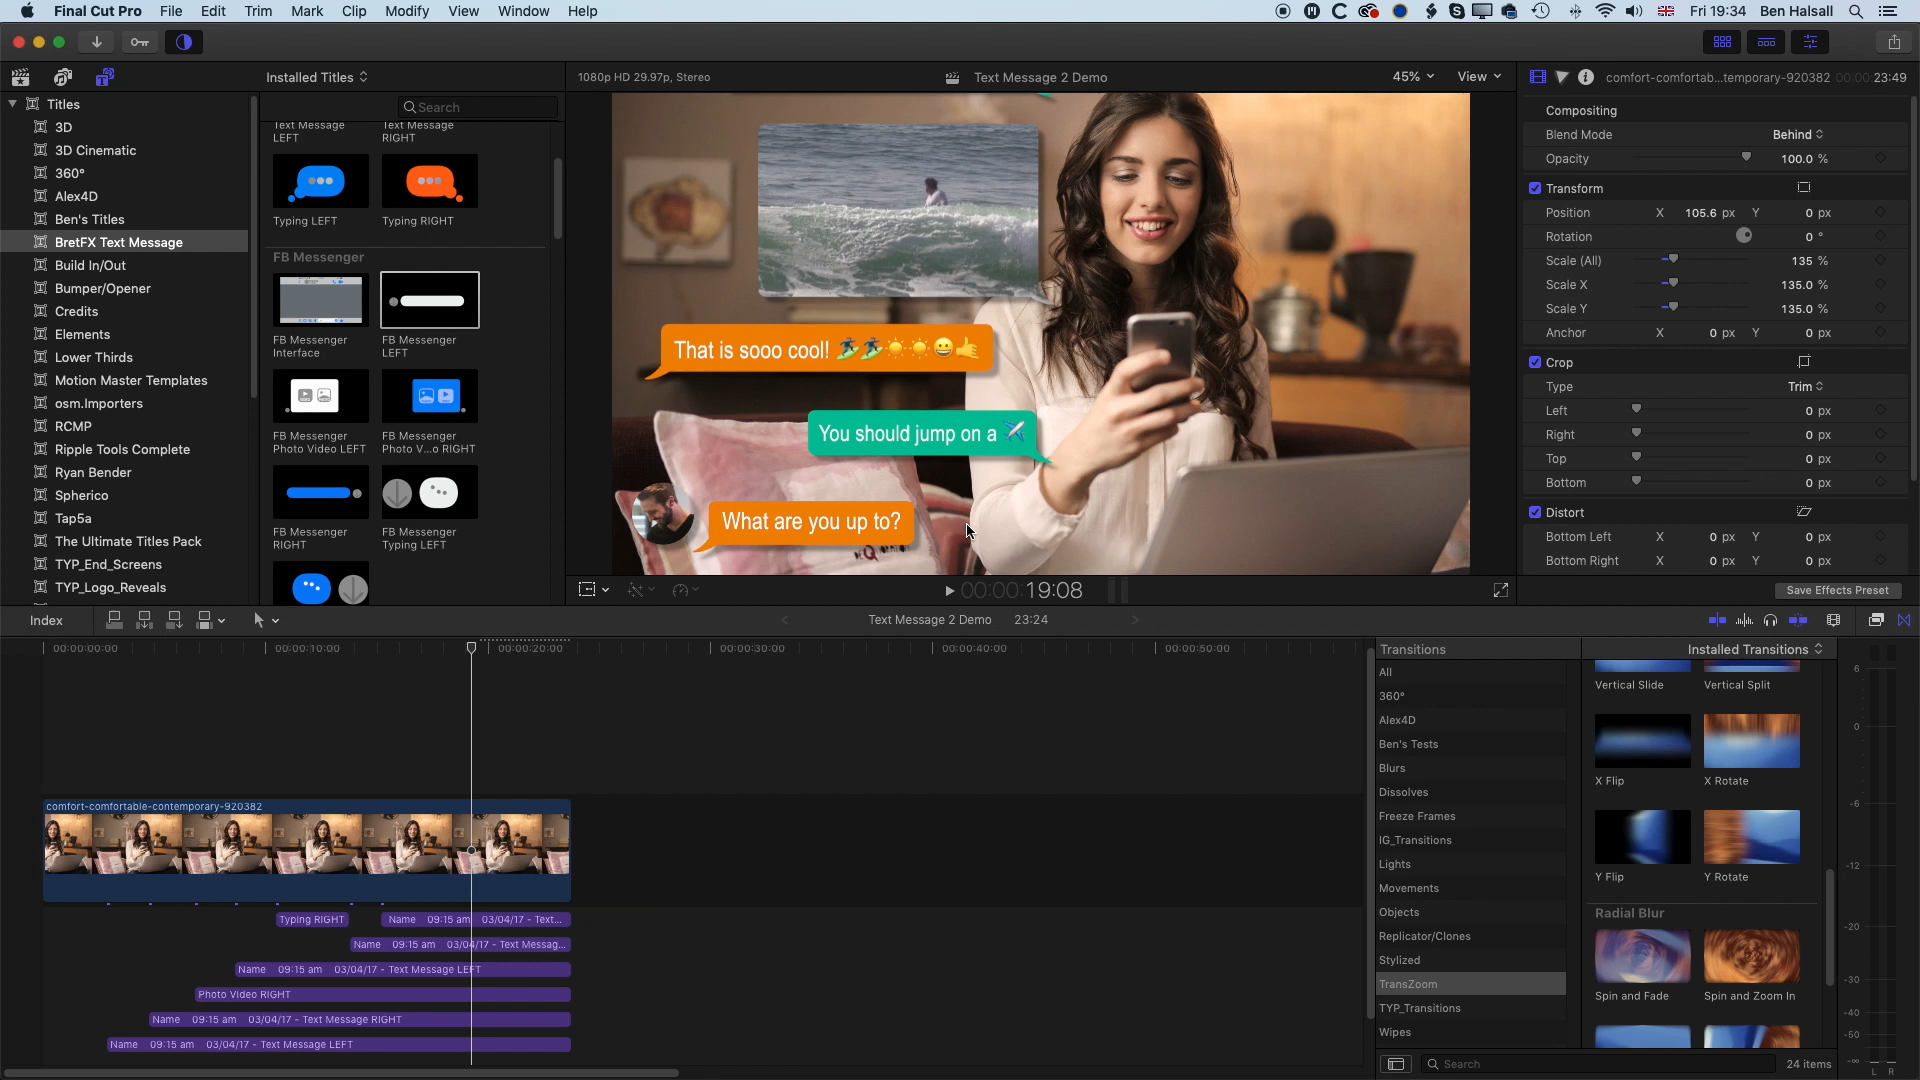 Final Cut Pro File Edit Trim Mark Clip Modify View Window Help Fri 19:34 Ben Halsall
Installed Titles 1080p HD 29.97p, Stereo Text Message 2 Demo 45% View comfort-comfortab...temporary-920382 00:00:23:49
Titles
3D
3D Cinematic
360°
Alex4D
Ben's Titles
BretFX Text Message
Build In/Out
Bumper/Opener
Credits
Elements
Lower Thirds
Motion Master Templates
osm.Importers
RCMP
Ripple Tools Complete
Ryan Bender
Spherico
Tap5a
The Ultimate Titles Pack
TYP_End_Screens
TYP_Logo_Reveals
Search
Text Message LEFT
Text Message RIGHT
Typing LEFT
Typing RIGHT
FB Messenger
FB Messenger Interface
FB Messenger LEFT
FB Messenger Photo Video LEFT
FB Messenger Photo V...o RIGHT
FB Messenger RIGHT
FB Messenger Typing LEFT
That is sooo cool! 🏄🏄☀️☀️😀🤙
You should jump on a ✈️
What are you up to?
00:00:19:08
Compositing
Blend Mode Behind
Opacity 100.0 %
Transform
Position X 105.6 px Y 0 px
Rotation 0 °
Scale (All) 135 %
Scale X 135.0 %
Scale Y 135.0 %
Anchor X 0 px Y 0 px
Crop
Type Trim
Left 0 px
Right 0 px
Top 0 px
Bottom 0 px
Distort
Bottom Left X 0 px Y 0 px
Bottom Right X 0 px Y 0 px
Save Effects Preset
Index Text Message 2 Demo 23:24
00:00:00:00 00:00:10:00 00:00:20:00 00:00:30:00 00:00:40:00 00:00:50:00
comfort-comfortable-contemporary-920382
Typing RIGHT Name 09:15 am 03/04/17 - Text...
Name 09:15 am 03/04/17 - Text Messag...
Name 09:15 am 03/04/17 - Text Message LEFT
Photo Video RIGHT
Name 09:15 am 03/04/17 - Text Message RIGHT
Name 09:15 am 03/04/17 - Text Message LEFT
Transitions
All
360°
Alex4D
Ben's Tests
Blurs
Dissolves
Freeze Frames
IG_Transitions
Lights
Movements
Objects
Replicator/Clones
Stylized
TransZoom
TYP_Transitions
Wipes
Installed Transitions
Vertical Slide Vertical Split
X Flip X Rotate
Y Flip Y Rotate
Radial Blur
Spin and Fade Spin and Zoom In
Search 24 items
6
0
-6
-12
-20
-30
-40
-50
-∞
L R